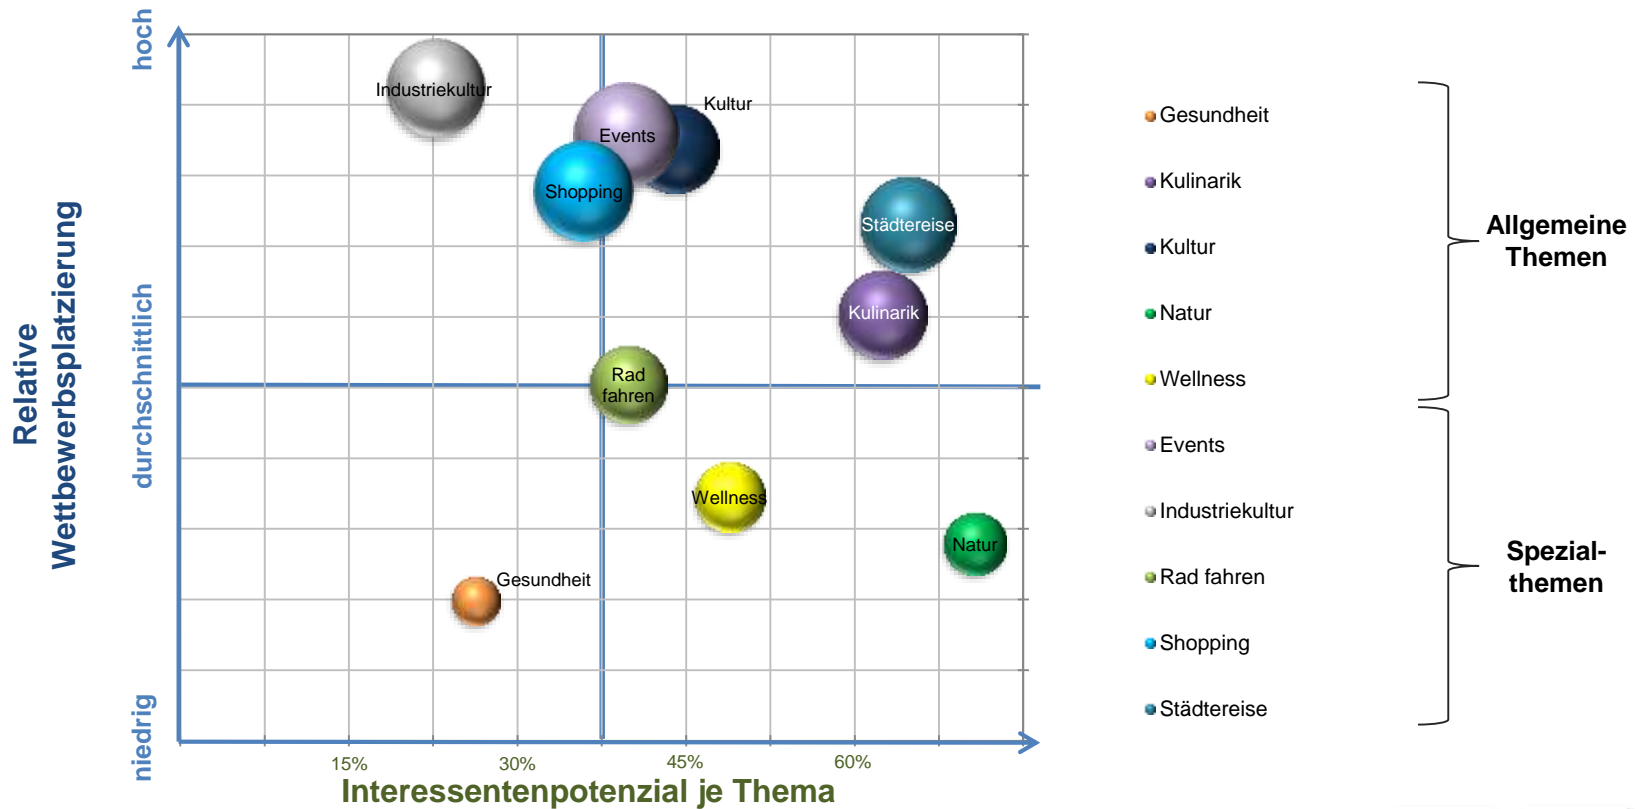 hoch
durchschnittlich
niedrig
Relative
Wettbewerbsplatzierung
Industriekultur
Events
Kultur
Shopping
Städtereise
Kulinarik
Rad
fahren
Wellness
Natur
Gesundheit
15%
30%
45%
60%
Interessentenpotenzial je Thema
Gesundheit
Kulinarik
Kultur
Natur
Wellness
Events
Industriekultur
Rad fahren
Shopping
Städtereise
Allgemeine
Themen
Spezial-
themen